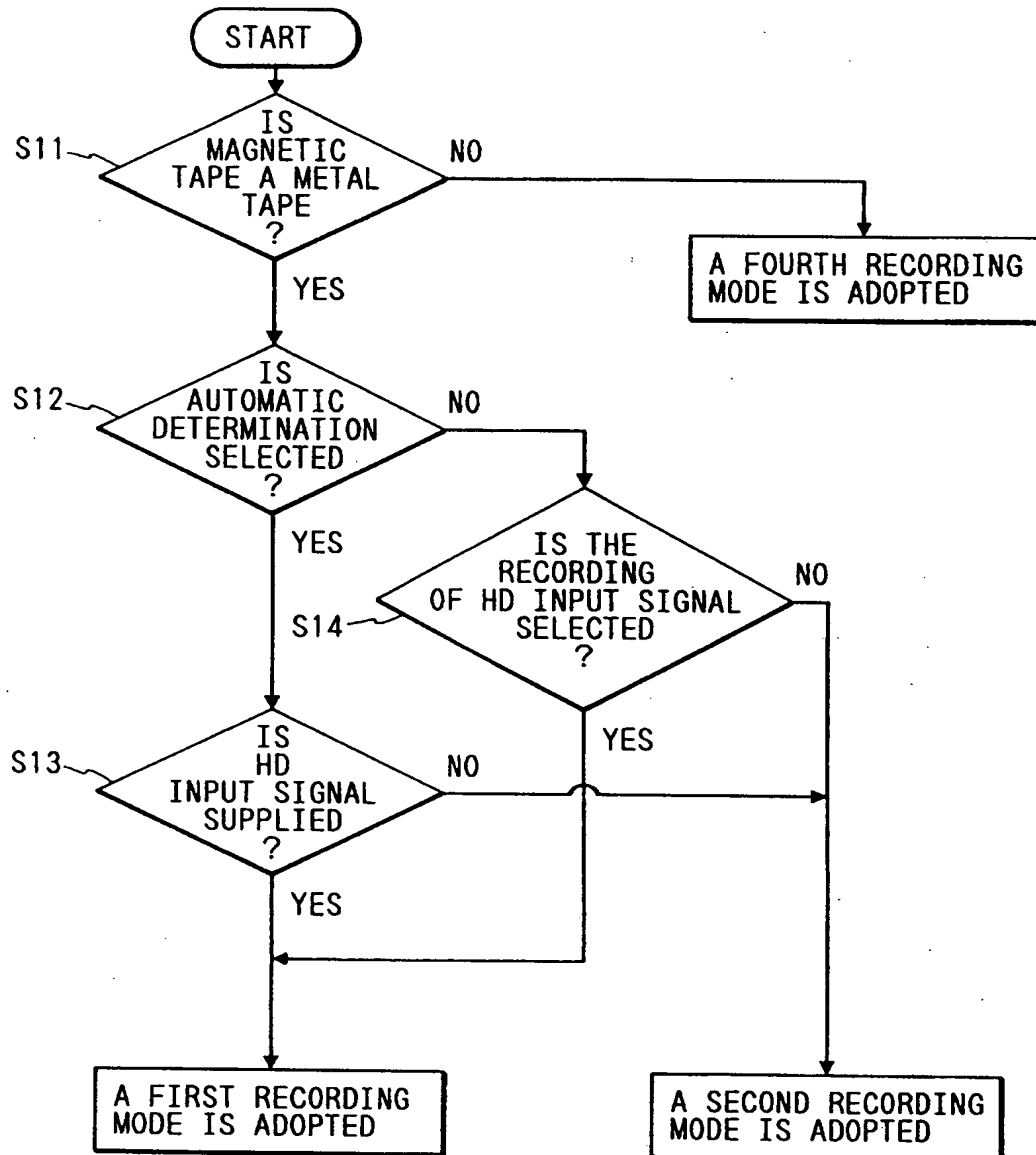 START
S11
IS
MAGNETIC
TAPE A METAL
TAPE
?
NO
YES
A FOURTH RECORDING
MODE IS ADOPTED
S12
IS
AUTOMATIC
DETERMINATION
SELECTED
?
NO
YES
S14
IS THE
RECORDING
OF HD INPUT SIGNAL
SELECTED
?
NO
YES
S13
IS
HD
INPUT SIGNAL
SUPPLIED
?
NO
YES
A FIRST RECORDING
MODE IS ADOPTED
A SECOND RECORDING
MODE IS ADOPTED